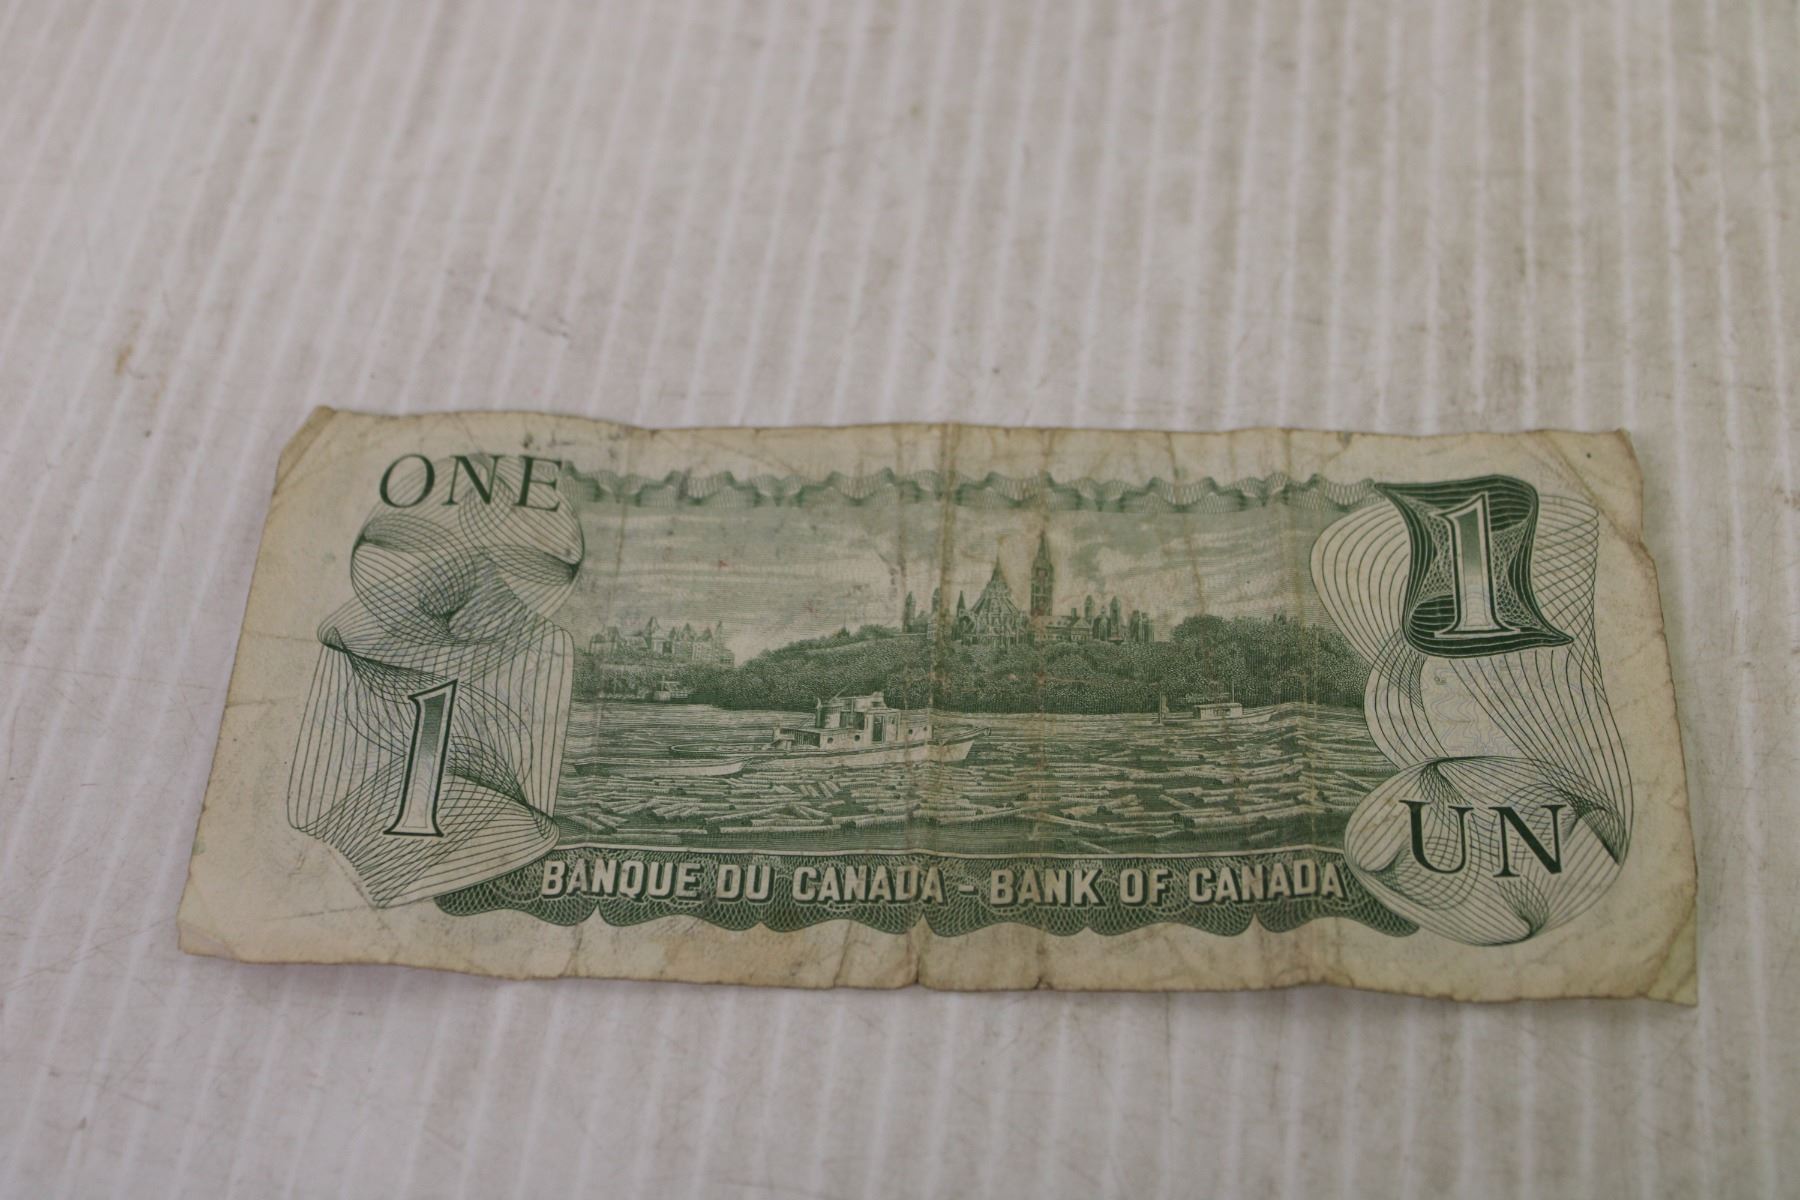 ONE
1
1
UN
BANQUE DU CANADA - BANK OF CANADA